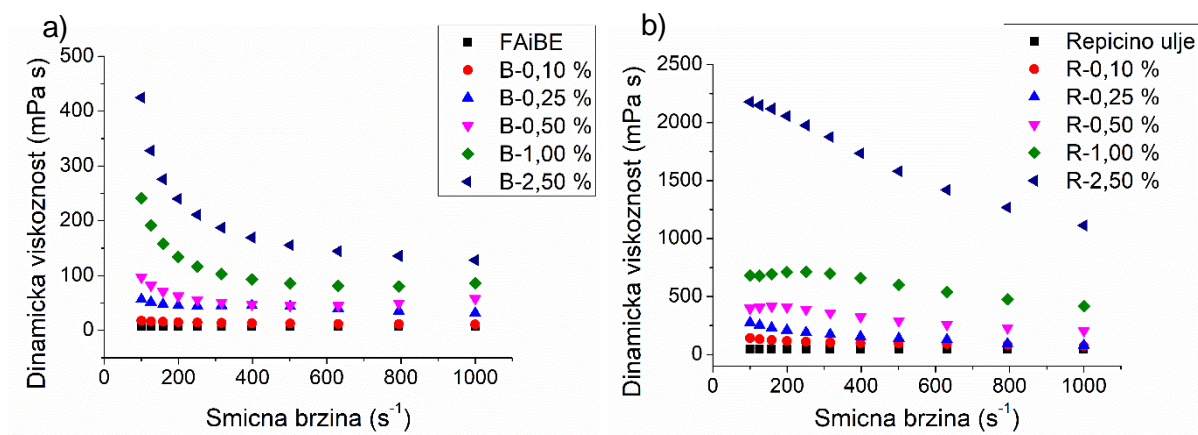 a)
FAiBE
B-0,10 %
B-0,25 %
B-0,50 %
B-1,00 %
B-2,50 %
500
400
300
200
100
0
Dinamicka viskoznost (mPa s)
0 200 400 600 800 1000
Smicna brzina (s⁻¹)
b)
Repicino ulje
R-0,10 %
R-0,25 %
R-0,50 %
R-1,00 %
R-2,50 %
2500
2000
1500
1000
500
0
Dinamicka viskoznost (mPa s)
0 200 400 600 800 1000
Smicna brzina (s⁻¹)